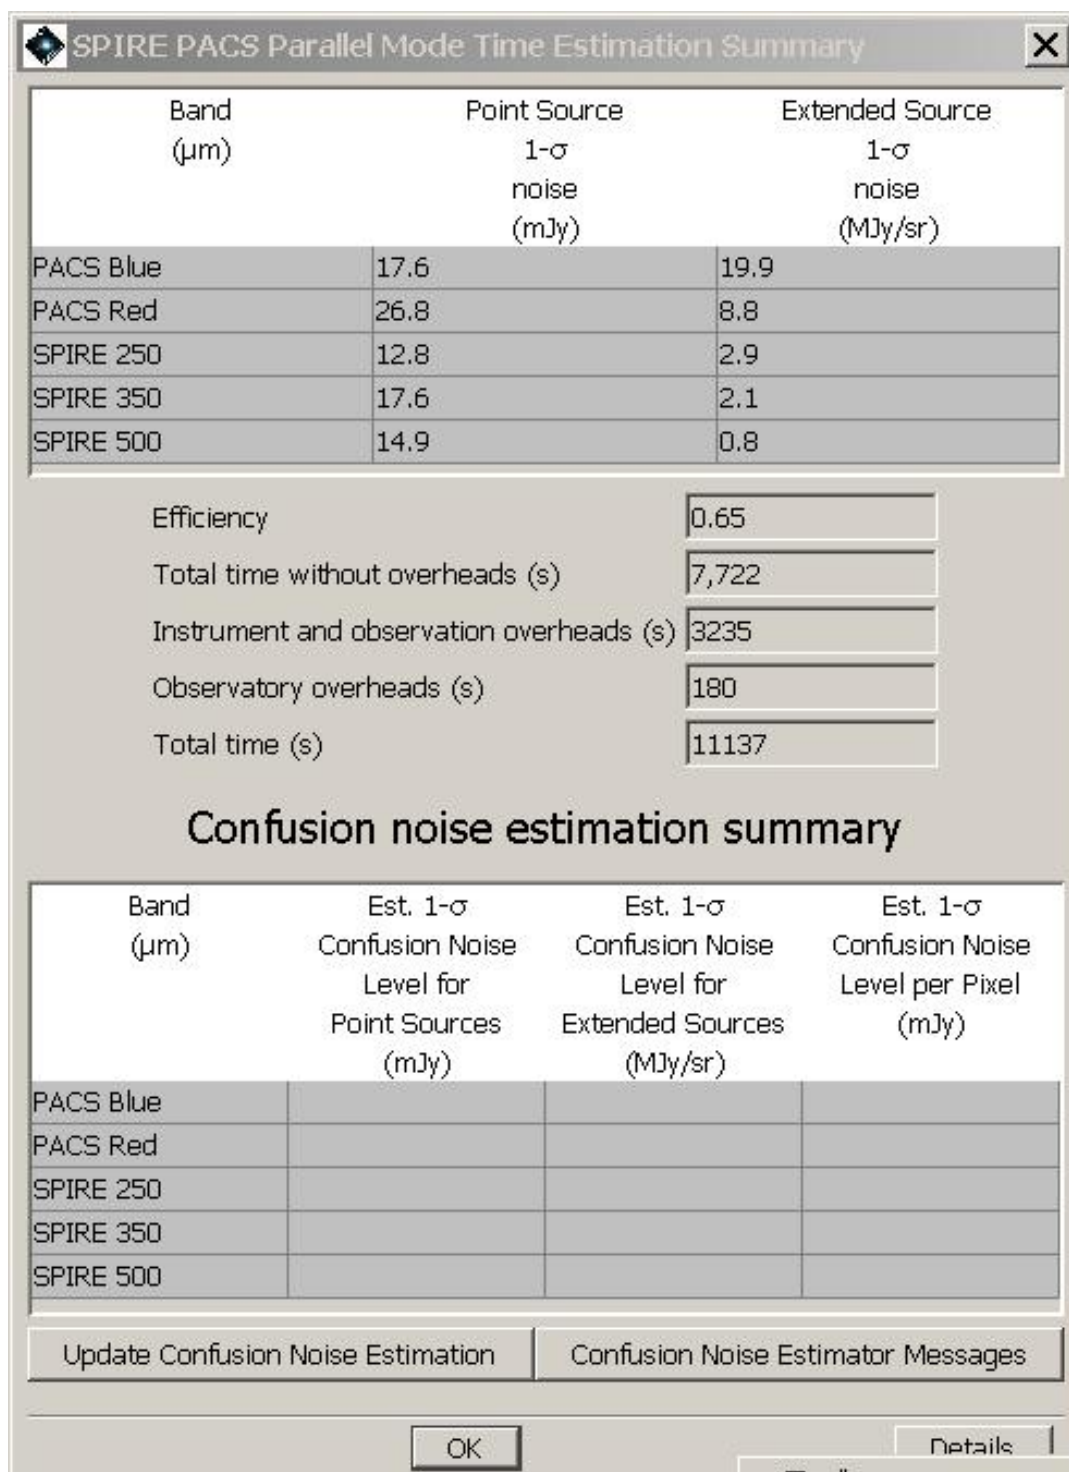 SPIRE PACS Parallel Mode Time Estimation Summary
Band Point Source Extended Source
(µm) 1-σ 1-σ
noise noise
(mJy) (MJy/sr)
PACS Blue 17.6 19.9
PACS Red 26.8 8.8
SPIRE 250 12.8 2.9
SPIRE 350 17.6 2.1
SPIRE 500 14.9 0.8
Efficiency 0.65
Total time without overheads (s) 7,722
Instrument and observation overheads (s) 3235
Observatory overheads (s) 180
Total time (s) 11137
Confusion noise estimation summary
Band Est. 1-σ Est. 1-σ Est. 1-σ
(µm) Confusion Noise Confusion Noise Confusion Noise
Level for Level for Level per Pixel
Point Sources Extended Sources (mJy)
(mJy) (MJy/sr)
PACS Blue
PACS Red
SPIRE 250
SPIRE 350
SPIRE 500
Update Confusion Noise Estimation Confusion Noise Estimator Messages
OK Details